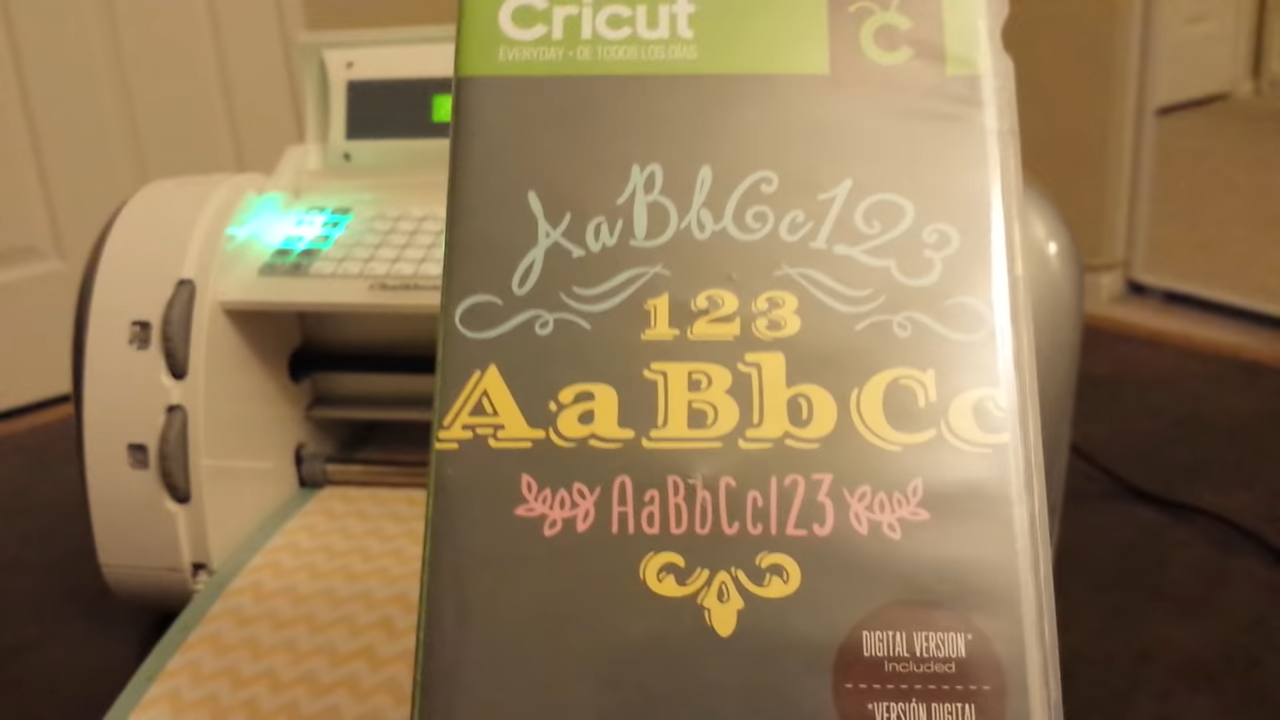 Cricut
EVERYDAY • DE TODOS LOS DÍAS
C
AaBbCc123
123
AaBbCc
AaBbCc123
DIGITAL VERSION*
Included
*VERSIÓN DIGITAL